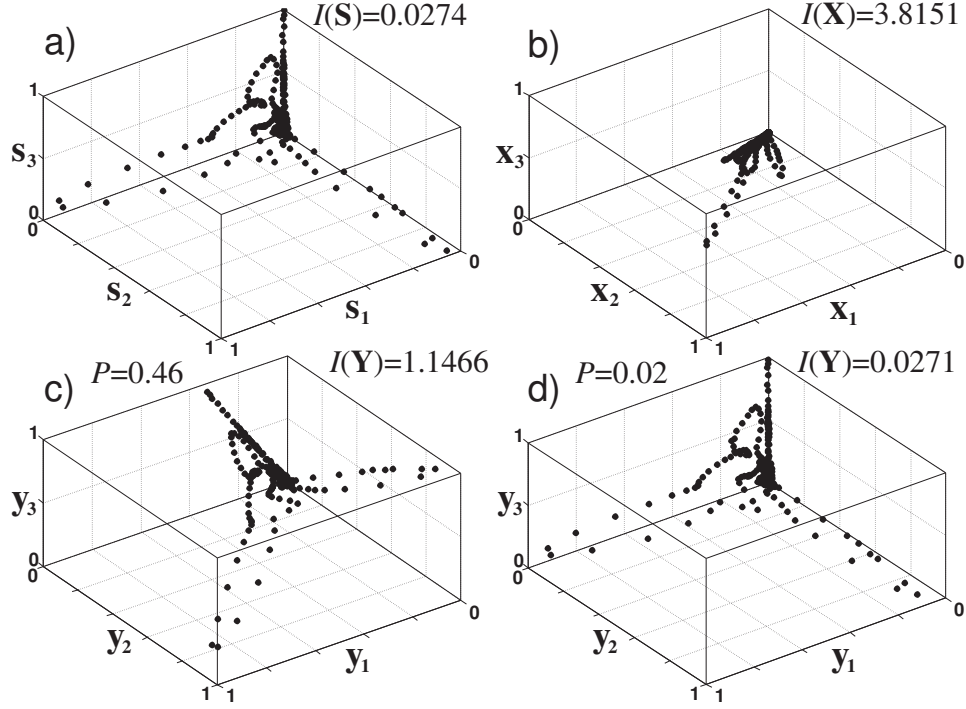 a)
I(S)=0.0274
1
s3
0
0
s2
s1
0
1
1
b)
I(X)=3.8151
1
x3
0
0
x2
x1
0
1
1
c)
P=0.46
I(Y)=1.1466
1
y3
0
0
y2
y1
0
1
1
d)
P=0.02
I(Y)=0.0271
1
y3
0
0
y2
y1
0
1
1